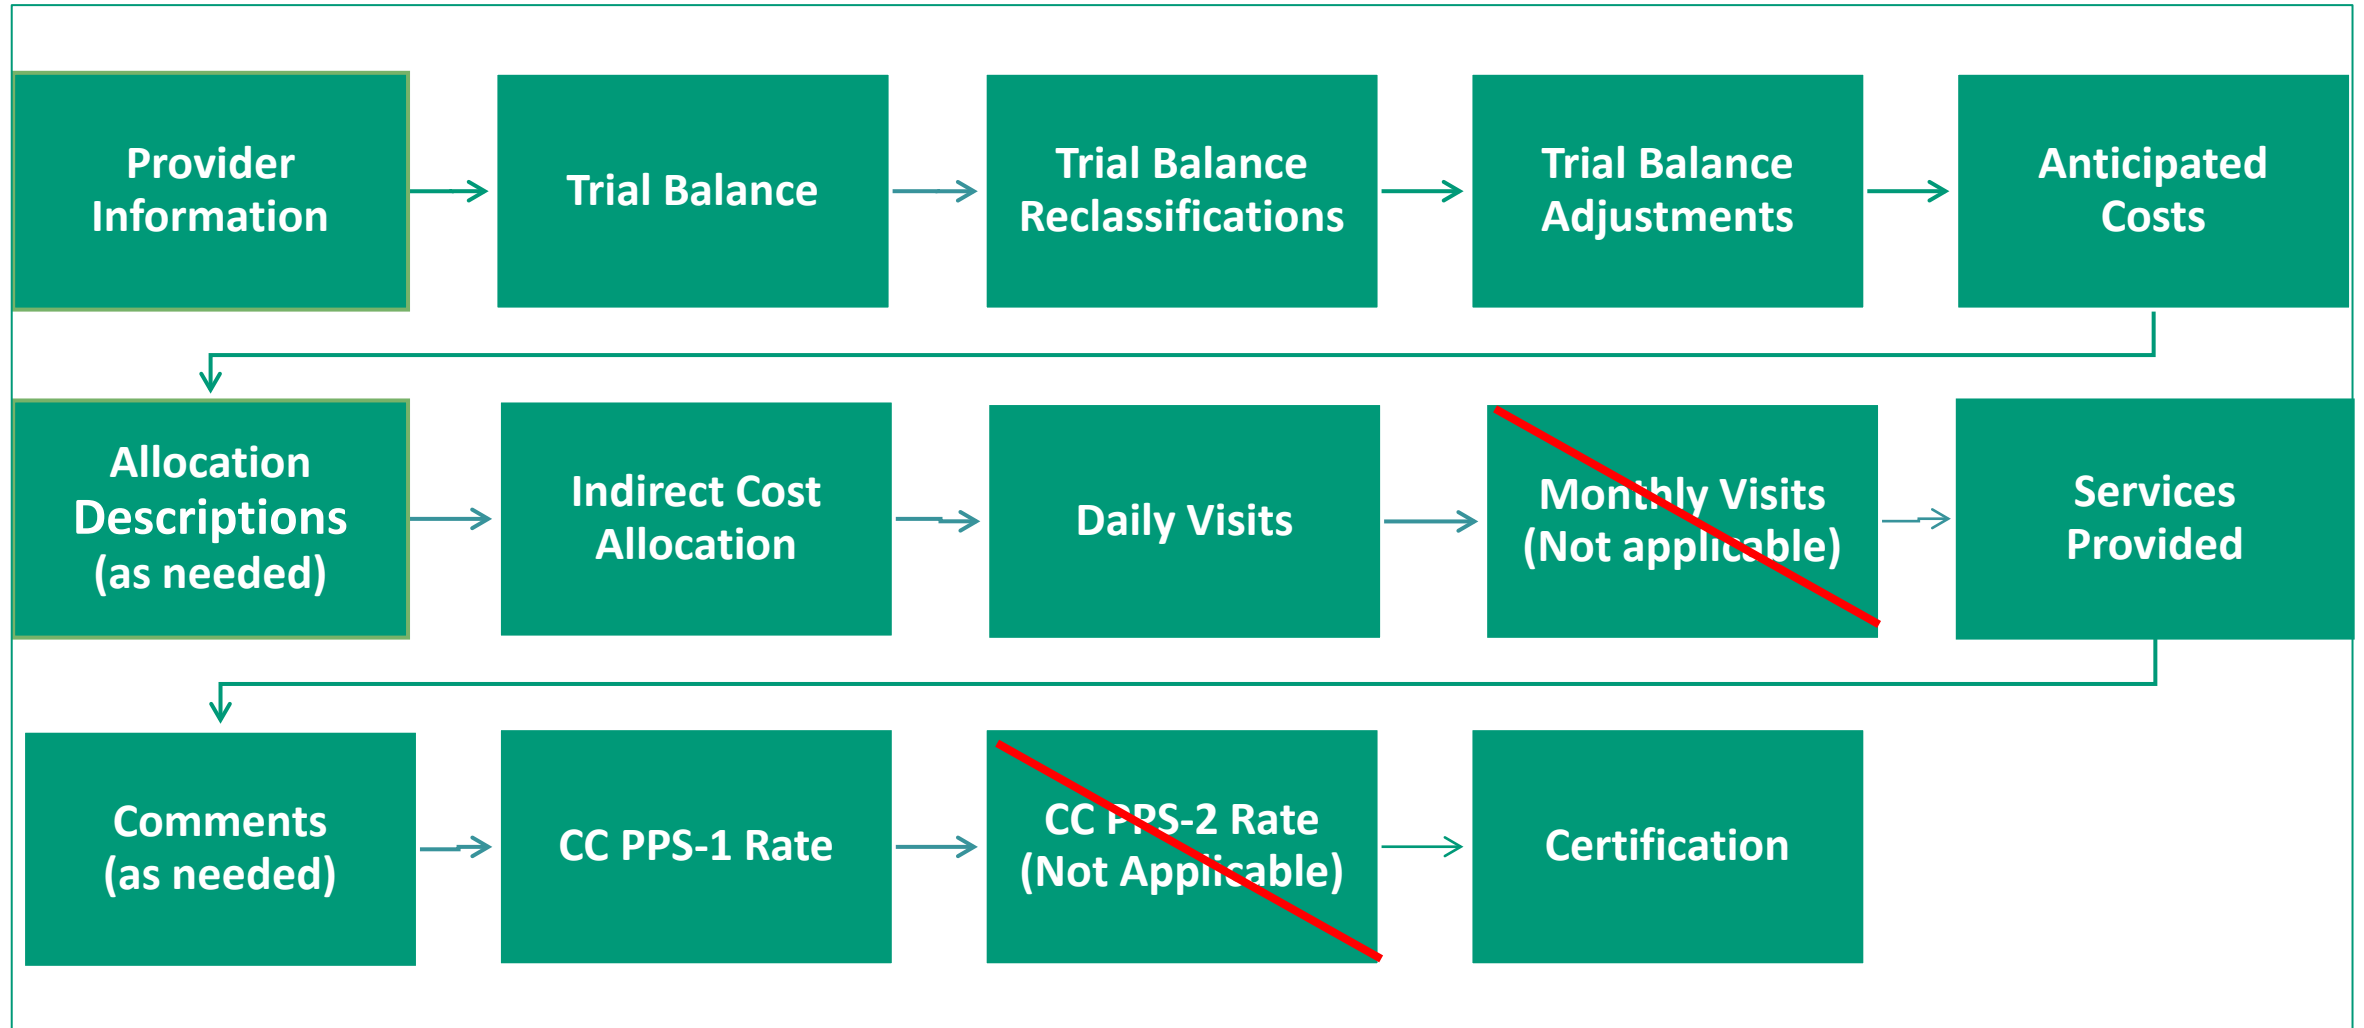 Provider
Information
Trial Balance
Trial Balance
Reclassifications
Trial Balance
Adjustments
Anticipated
Costs
Allocation
Descriptions
(as needed)
Indirect Cost
Allocation
Daily Visits
Monthly Visits
(Not applicable)
Services
Provided
Comments
(as needed)
CC PPS-1 Rate
CC PPS-2 Rate
(Not Applicable)
Certification